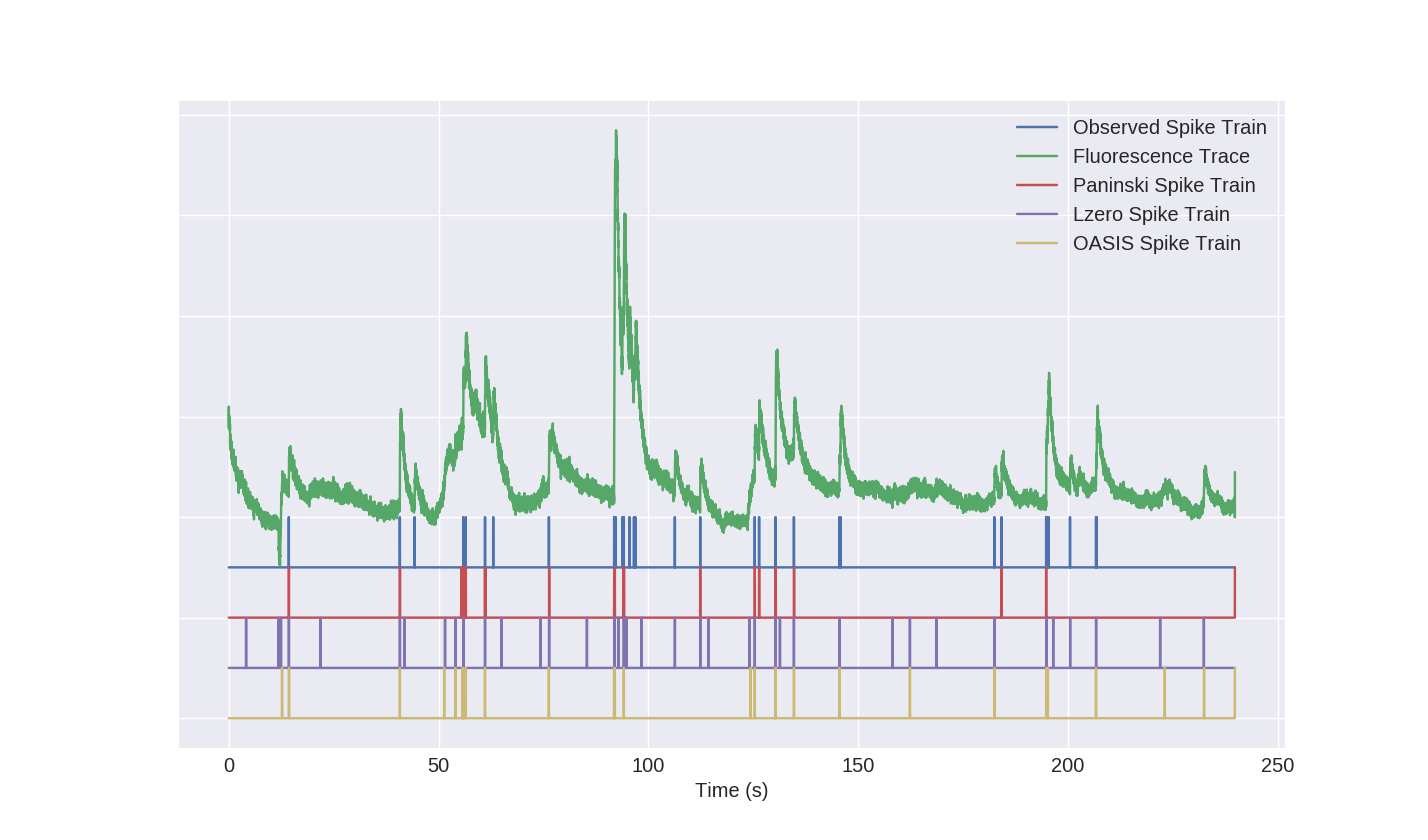 Observed Spike Train
Fluorescence Trace
Paninski Spike Train
Lzero Spike Train
OASIS Spike Train
0 50 100 150 200 250
Time (s)